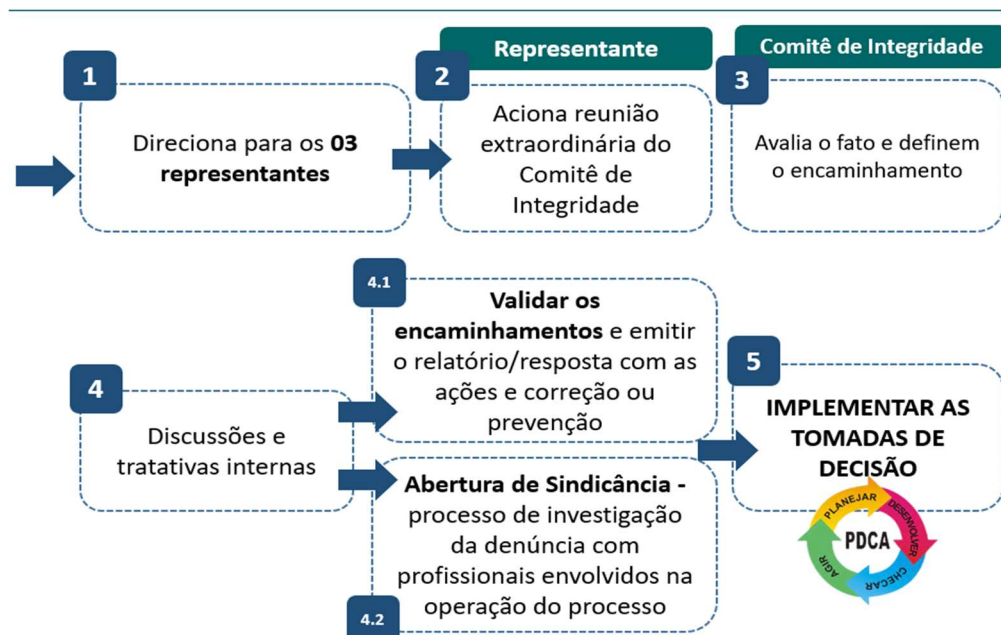 1
Direciona para os 03
representantes
Representante
2
Aciona reunião
extraordinária do
Comitê de
Integridade
Comitê de Integridade
3
Avalia o fato e definem
o encaminhamento
4
Discussões e
tratativas internas
4.1
Validar os
encaminhamentos e emitir
o relatório/resposta com as
ações e correção ou
prevenção
4.2
Abertura de Sindicância -
processo de investigação
da denúncia com
profissionais envolvidos na
operação do processo
5
IMPLEMENTAR AS
TOMADAS DE
DECISÃO
PLANEJAR
DESENVOLVER
CHECAR
AGIR
PDCA